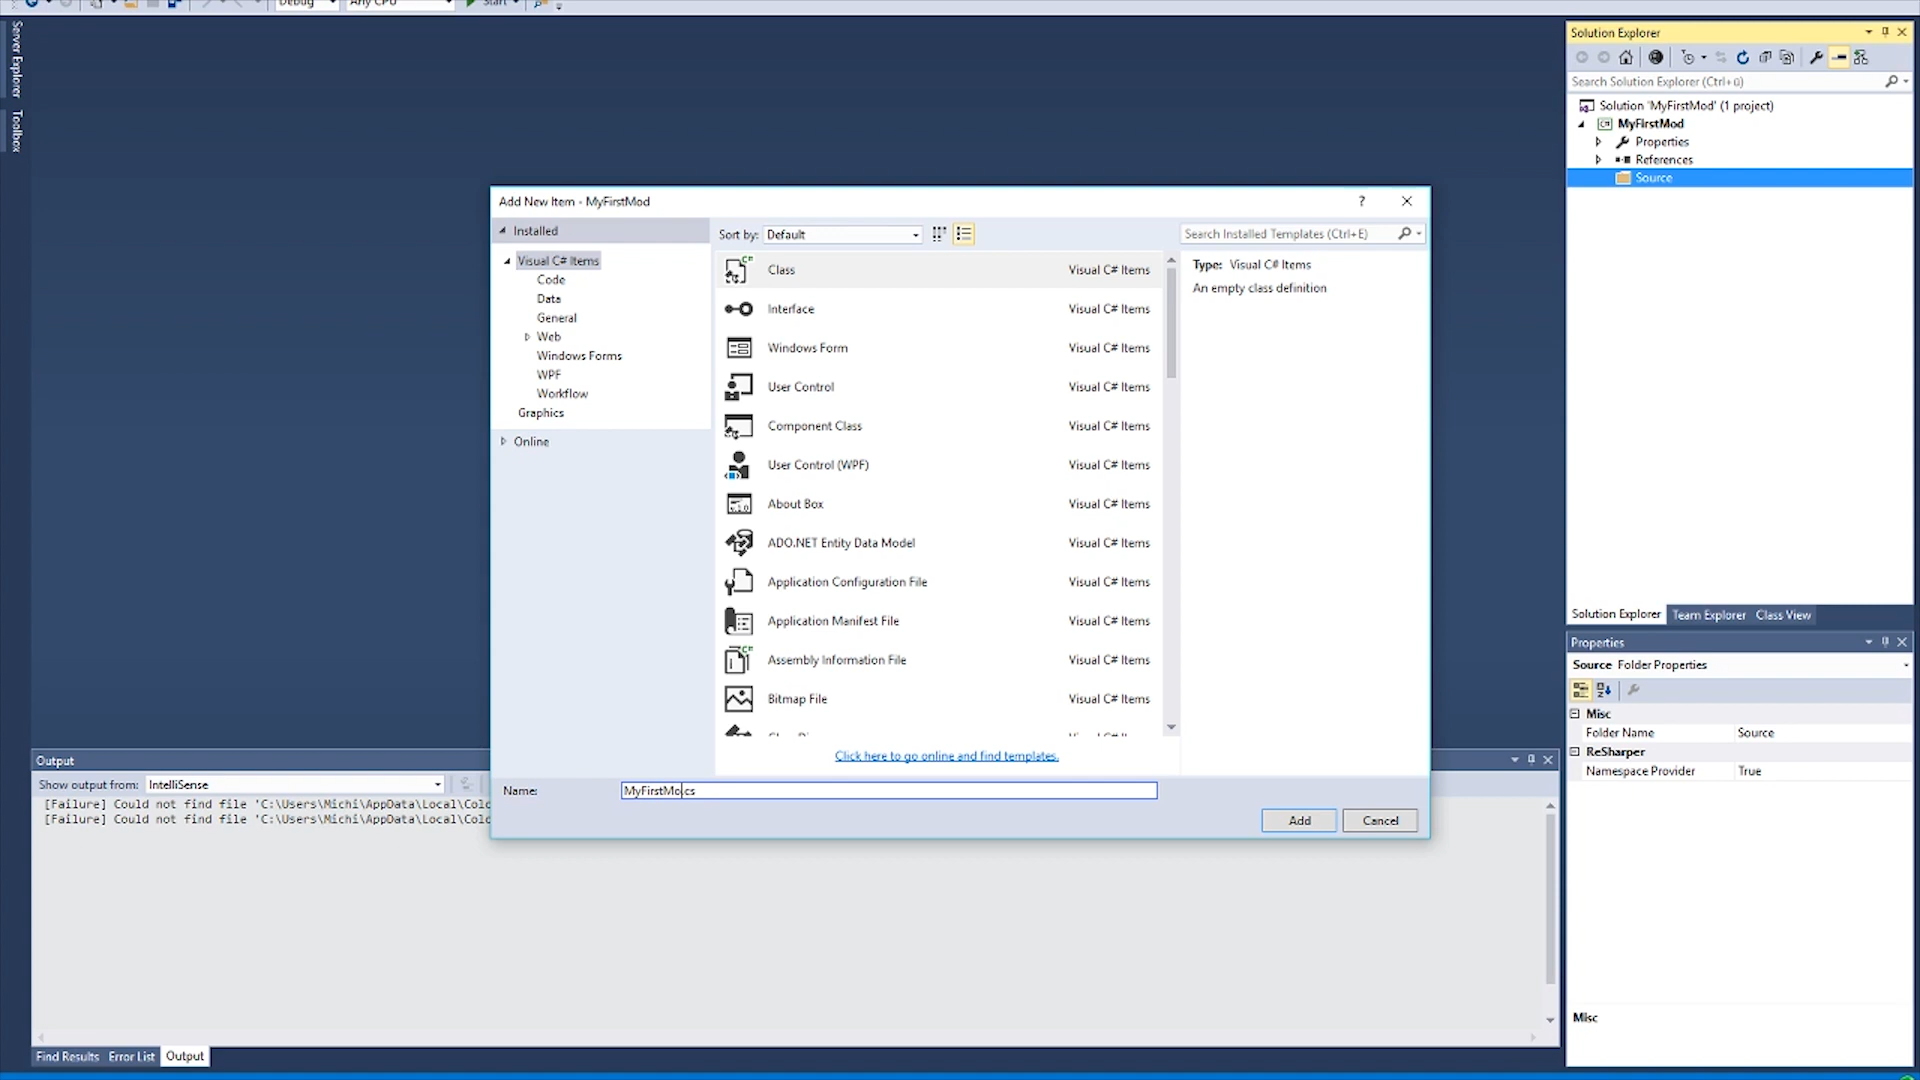 Debug
Any CPU
Start
Server Explorer
Toolbox
Solution Explorer
Search Solution Explorer (Ctrl+ü)
Solution 'MyFirstMod' (1 project)
MyFirstMod
Properties
References
Source
Add New Item - MyFirstMod
?
Installed
Sort by: Default
Search Installed Templates (Ctrl+E)
Visual C# Items
Code
Data
General
Web
Windows Forms
WPF
Workflow
Graphics
Online
Class Visual C# Items
Interface Visual C# Items
Windows Form Visual C# Items
User Control Visual C# Items
Component Class Visual C# Items
User Control (WPF) Visual C# Items
About Box Visual C# Items
ADO.NET Entity Data Model Visual C# Items
Application Configuration File Visual C# Items
Application Manifest File Visual C# Items
Assembly Information File Visual C# Items
Bitmap File Visual C# Items
Type: Visual C# Items
An empty class definition
Click here to go online and find templates.
Name: MyFirstMo.cs
Add Cancel
Output
Show output from: IntelliSense
[Failure] Could not find file 'C:\Users\Michi\AppData\Local\Colo
[Failure] Could not find file 'C:\Users\Michi\AppData\Local\Colo
Find Results Error List Output
Solution Explorer Team Explorer Class View
Properties
Source Folder Properties
Misc
Folder Name Source
ReSharper
Namespace Provider True
Misc